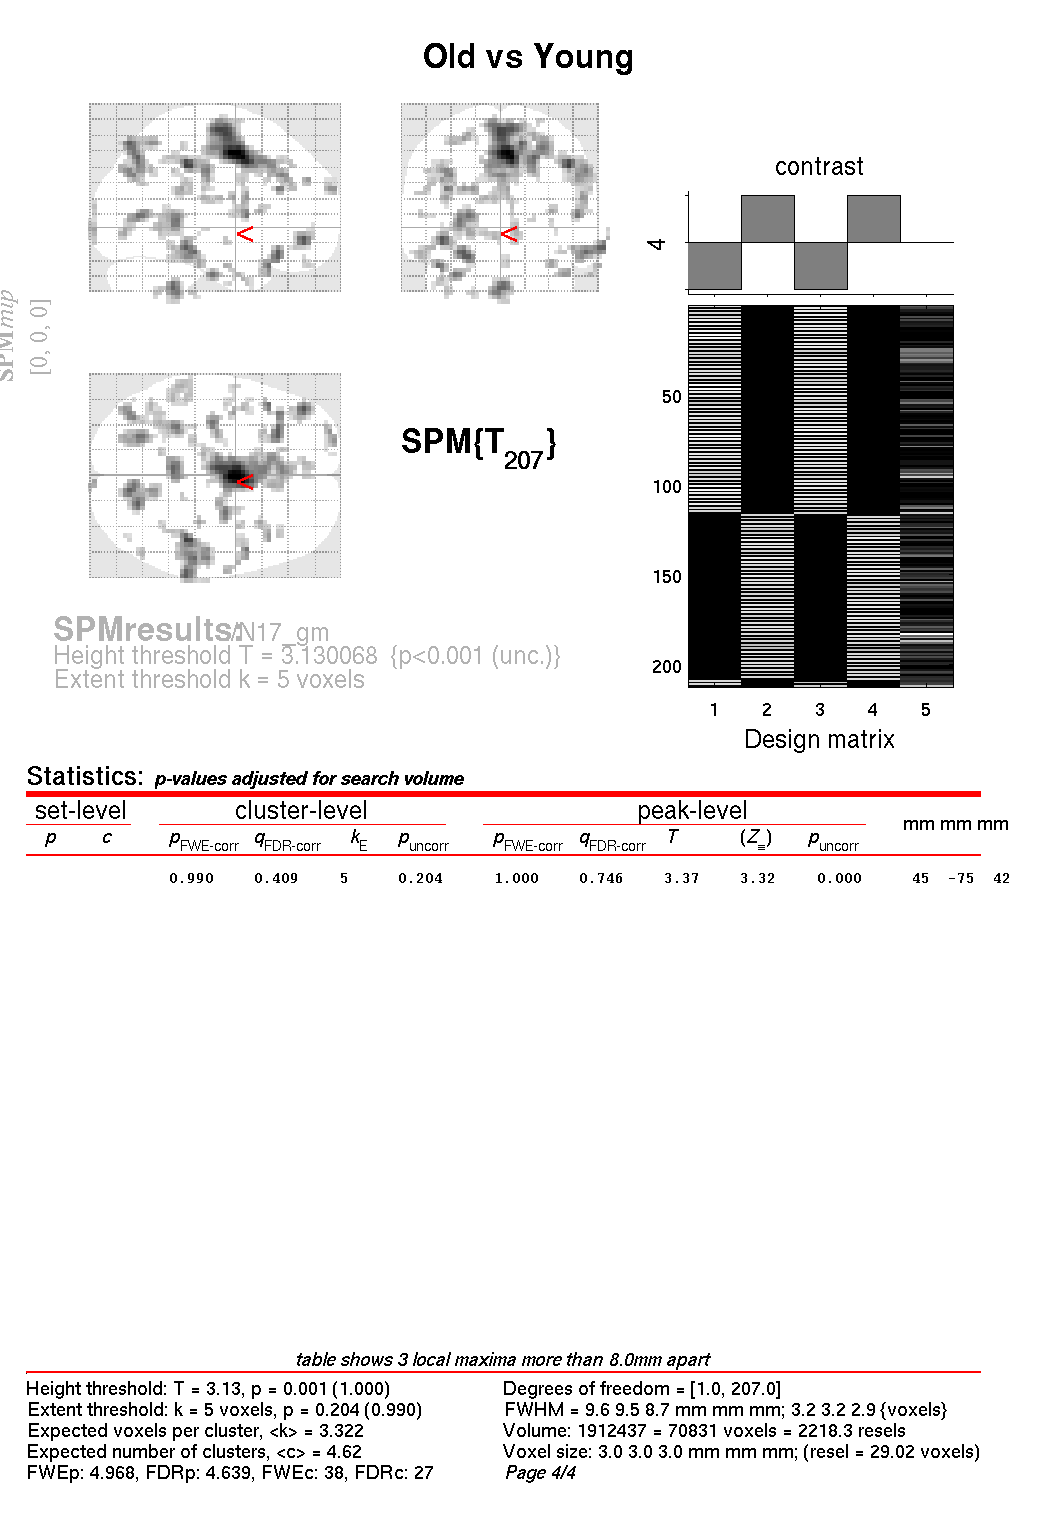 Old vs Young
contrast
4
SPMmip
[0, 0, 0]
<
<
<
SPM{T207}
50
100
150
200
1 2 3 4 5
Design matrix
SPMresults: ./N17_gm
Height threshold T = 3.130068 {p<0.001 (unc.)}
Extent threshold k = 5 voxels
Statistics: p-values adjusted for search volume
set-level cluster-level peak-level
mm mm mm
p c pFWE-corr qFDR-corr kE puncorr pFWE-corr qFDR-corr T (Z≡) puncorr
0.990 0.409 5 0.204 1.000 0.746 3.37 3.32 0.000 45 -75 42
table shows 3 local maxima more than 8.0mm apart
Height threshold: T = 3.13, p = 0.001 (1.000)
Extent threshold: k = 5 voxels, p = 0.204 (0.990)
Expected voxels per cluster, <k> = 3.322
Expected number of clusters, <c> = 4.62
FWEp: 4.968, FDRp: 4.639, FWEc: 38, FDRc: 27
Degrees of freedom = [1.0, 207.0]
FWHM = 9.6 9.5 8.7 mm mm mm; 3.2 3.2 2.9 {voxels}
Volume: 1912437 = 70831 voxels = 2218.3 resels
Voxel size: 3.0 3.0 3.0 mm mm mm; (resel = 29.02 voxels)
Page 4/4